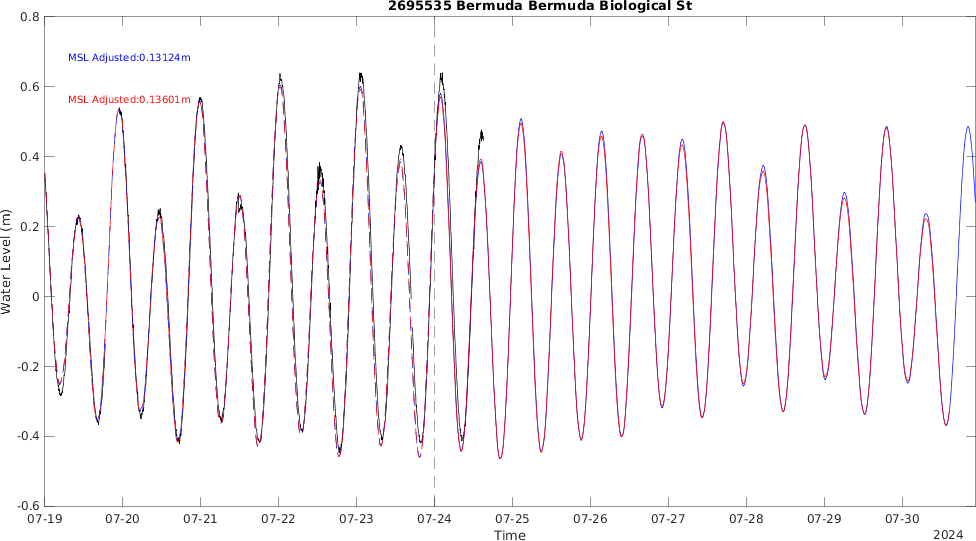 2695535 Bermuda Bermuda Biological St
0.8
MSL Adjusted:0.13124m
0.6
MSL Adjusted:0.13601m
0.4
0.2
0
-0.2
-0.4
-0.6
Water Level (m)
07-19 07-20 07-21 07-22 07-23 07-24 07-25 07-26 07-27 07-28 07-29 07-30
Time
2024